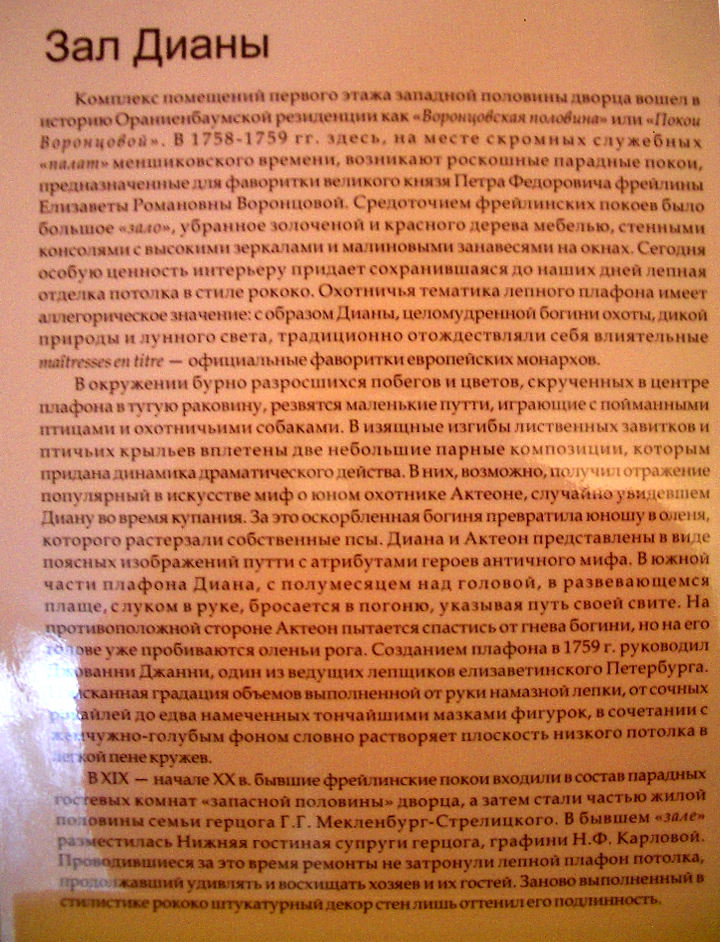 Зал Дианы
Комплекс помещений первого этажа западной половины дворца вошел в
историю Ораниенбаумской резиденции как «Воронцовская половина» или «Покои
Воронцовой». В 1758-1759 гг. здесь, на месте скромных служебных
«палат» меншиковского времени, возникают роскошные парадные покои,
предназначенные для фаворитки великого князя Петра Федоровича фрейлины
Елизаветы Романовны Воронцовой. Средоточием фрейлинских покоев было
большое «зало», убранное золоченой и красного дерева мебелью, стенными
консолями с высокими зеркалами и малиновыми занавесями на окнах. Сегодня
особую ценность интерьеру придает сохранившаяся до наших дней лепная
отделка потолка в стиле рококо. Охотничья тематика лепного плафона имеет
аллегорическое значение: с образом Дианы, целомудренной богини охоты, дикой
природы и лунного света, традиционно отождествляли себя влиятельные
maîtresses en titre — официальные фаворитки европейских монархов.
В окружении бурно разросшихся побегов и цветов, скрученных в центре
плафона в тугую раковину, резвятся маленькие путти, играющие с пойманными
птицами и охотничьими собаками. В изящные изгибы лиственных завитков и
птичьих крыльев вплетены две небольшие парные композиции, которым
придана динамика драматического действа. В них, возможно, получил отражение
популярный в искусстве миф о юном охотнике Актеоне, случайно увидевшем
Диану во время купания. За это оскорбленная богиня превратила юношу в оленя,
которого растерзали собственные псы. Диана и Актеон представлены в виде
поясных изображений путти с атрибутами героев античного мифа. В южной
части плафона Диана, с полумесяцем над головой, в развевающемся
плаще, с луком в руке, бросается в погоню, указывая путь своей свите. На
противоположной стороне Актеон пытается спастись от гнева богини, но на его
голове уже пробиваются оленьи рога. Созданием плафона в 1759 г. руководил
Джованни Джанни, один из ведущих лепщиков елизаветинского Петербурга.
Изысканная градация объемов выполненной от руки намазной лепки, от сочных
рокайлей до едва намеченных тончайшими мазками фигурок, в сочетании с
жемчужно-голубым фоном словно растворяет плоскость низкого потолка в
легкой пене кружев.
В XIX — начале XX в. бывшие фрейлинские покои входили в состав парадных
гостевых комнат «запасной половины» дворца, а затем стали частью жилой
половины семьи герцога Г.Г. Мекленбург-Стрелицкого. В бывшем «зале»
разместилась Нижняя гостиная супруги герцога, графини Н.Ф. Карловой.
Проводившиеся за это время ремонты не затронули лепной плафон потолка,
продолжавший удивлять и восхищать хозяев и их гостей. Заново выполненный в
стилистике рококо штукатурный декор стен лишь оттенил его подлинность.